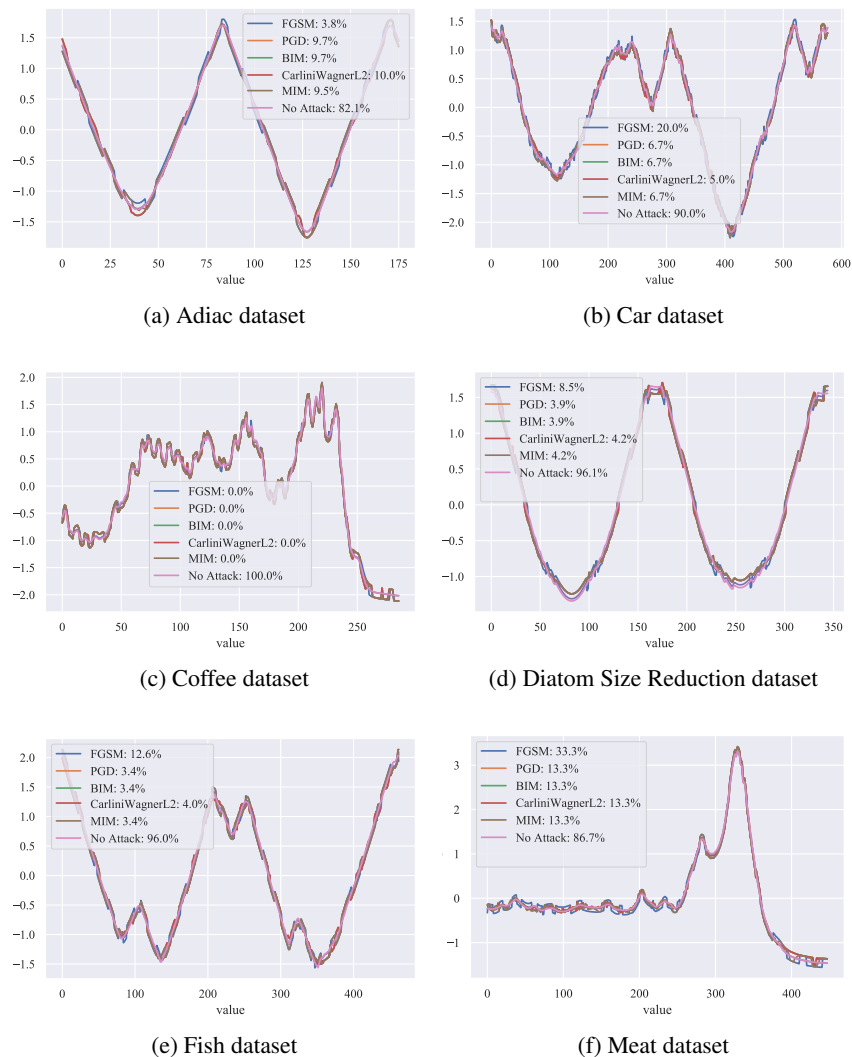 FGSM: 3.8%
PGD: 9.7%
BIM: 9.7%
CarliniWagnerL2: 10.0%
MIM: 9.5%
No Attack: 82.1%
1.5
1.0
0.5
0.0
−0.5
−1.0
−1.5
0 25 50 75 100 125 150 175
value
(a) Adiac dataset
FGSM: 20.0%
PGD: 6.7%
BIM: 6.7%
CarliniWagnerL2: 5.0%
MIM: 6.7%
No Attack: 90.0%
1.5
1.0
0.5
0.0
−0.5
−1.0
−1.5
−2.0
0 100 200 300 400 500 600
value
(b) Car dataset
FGSM: 0.0%
PGD: 0.0%
BIM: 0.0%
CarliniWagnerL2: 0.0%
MIM: 0.0%
No Attack: 100.0%
2.0
1.5
1.0
0.5
0.0
−0.5
−1.0
−1.5
−2.0
0 50 100 150 200 250
value
(c) Coffee dataset
FGSM: 8.5%
PGD: 3.9%
BIM: 3.9%
CarliniWagnerL2: 4.2%
MIM: 4.2%
No Attack: 96.1%
1.5
1.0
0.5
0.0
−0.5
−1.0
0 50 100 150 200 250 300 350
value
(d) Diatom Size Reduction dataset
FGSM: 12.6%
PGD: 3.4%
BIM: 3.4%
CarliniWagnerL2: 4.0%
MIM: 3.4%
No Attack: 96.0%
2.0
1.5
1.0
0.5
0.0
−0.5
−1.0
−1.5
0 100 200 300 400
value
(e) Fish dataset
FGSM: 33.3%
PGD: 13.3%
BIM: 13.3%
CarliniWagnerL2: 13.3%
MIM: 13.3%
No Attack: 86.7%
3
2
1
0
−1
0 100 200 300 400
value
(f) Meat dataset